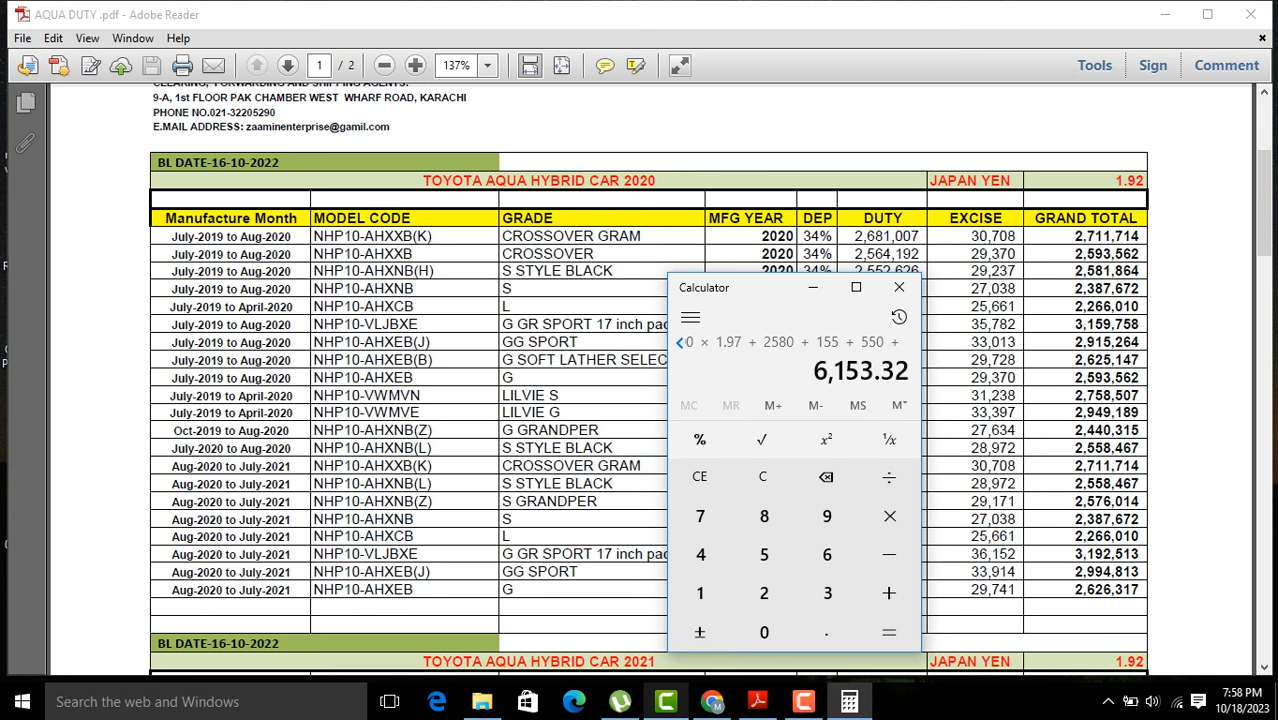 AQUA DUTY .pdf - Adobe Reader
File Edit View Window Help
1 / 2 137% Tools Sign Comment
CLEARING, FORWARDING AND SHIPPING AGENTS.
9-A, 1st FLOOR PAK CHAMBER WEST WHARF ROAD, KARACHI
PHONE NO.021-32205290
E.MAIL ADDRESS: zaaminenterprise@gamil.com
BL DATE-16-10-2022
TOYOTA AQUA HYBRID CAR 2020 JAPAN YEN 1.92
Manufacture Month MODEL CODE GRADE MFG YEAR DEP DUTY EXCISE GRAND TOTAL
July-2019 to Aug-2020 NHP10-AHXXB(K) CROSSOVER GRAM 2020 34% 2,681,007 30,708 2,711,714
July-2019 to Aug-2020 NHP10-AHXXB CROSSOVER 2020 34% 2,564,192 29,370 2,593,562
July-2019 to Aug-2020 NHP10-AHXNB(H) S STYLE BLACK 2020 34% 2,552,626 29,237 2,581,864
July-2019 to Aug-2020 NHP10-AHXNB S 27,038 2,387,672
July-2019 to April-2020 NHP10-AHXCB L 25,661 2,266,010
July-2019 to Aug-2020 NHP10-VLJBXE G GR SPORT 17 inch pac 35,782 3,159,758
July-2019 to Aug-2020 NHP10-AHXEB(J) GG SPORT 33,013 2,915,264
July-2019 to Aug-2020 NHP10-AHXEB(B) G SOFT LATHER SELEC 29,728 2,625,147
July-2019 to Aug-2020 NHP10-AHXEB G 29,370 2,593,562
July-2019 to April-2020 NHP10-VWMVN LILVIE S 31,238 2,758,507
July-2019 to April-2020 NHP10-VWMVE LILVIE G 33,397 2,949,189
Oct-2019 to Aug-2020 NHP10-AHXNB(Z) G GRANDPER 27,634 2,440,315
July-2020 to Aug-2020 NHP10-AHXNB(L) S STYLE BLACK 28,972 2,558,467
Aug-2020 to July-2021 NHP10-AHXXB(K) CROSSOVER GRAM 30,708 2,711,714
Aug-2020 to July-2021 NHP10-AHXNB(L) S STYLE BLACK 28,972 2,558,467
Aug-2020 to July-2021 NHP10-AHXNB(Z) S GRANDPER 29,171 2,576,014
Aug-2020 to July-2021 NHP10-AHXNB S 27,038 2,387,672
Aug-2020 to July-2021 NHP10-AHXCB L 25,661 2,266,010
Aug-2020 to July-2021 NHP10-VLJBXE G GR SPORT 17 inch pac 36,152 3,192,513
Aug-2020 to July-2021 NHP10-AHXEB(J) GG SPORT 33,914 2,994,813
Aug-2020 to July-2021 NHP10-AHXEB G 29,741 2,626,317
BL DATE-16-10-2022
TOYOTA AQUA HYBRID CAR 2021 JAPAN YEN 1.92
Calculator
0 × 1.97 + 2580 + 155 + 550 +
6,153.32
MC MR M+ M- MS M▾
% √ x² ¹/x
CE C ⌫ ÷
7 8 9 ×
4 5 6 −
1 2 3 +
± 0 . =
Search the web and Windows
7:58 PM
10/18/2023